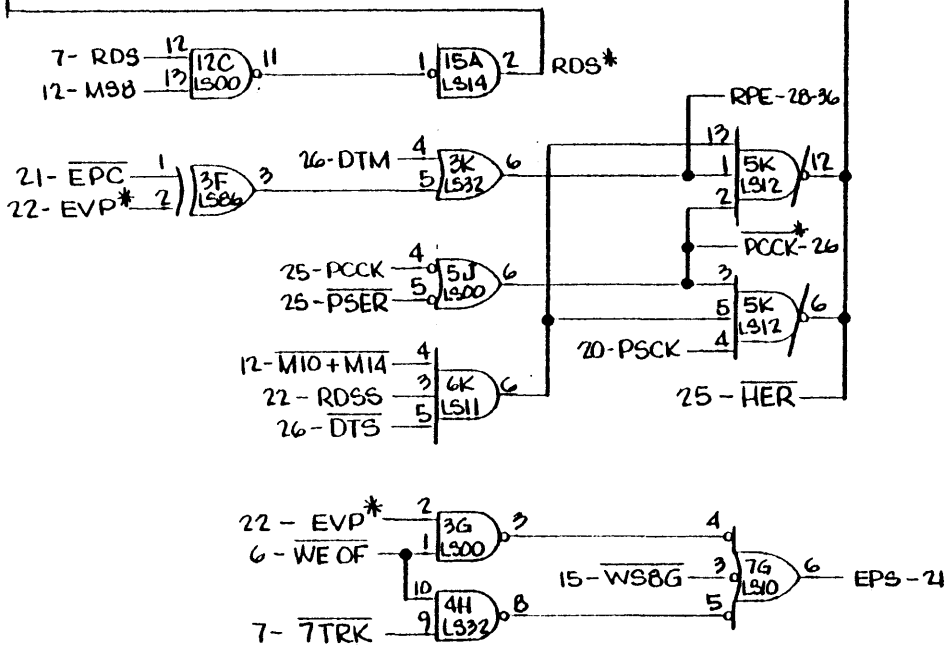 7- RDS 12
12-MS8 13
12C
LS00
11
1
15A
LS14
2
RDS*
21-EPC 1
22-EVP* 2
3F
LS86
3
26-DTM 4
5
3K
LS32
6
RPE-28-36
13
1
2
5K
LS12
12
PCCK*-26
25-PCCK 4
25-PSER 5
5J
LS00
6
3
5
20-PSCK 4
5K
LS12
6
12-M10+M14 4
22-RDSS 3
26-DTS 5
6K
LS11
6
25-HER
22- EVP* 2
6-WEOF 1
3G
LS00
3
10
7- 7TRK 9
4H
LS32
8
4
15-WS8G 3
5
7G
LS10
6
EPS-21